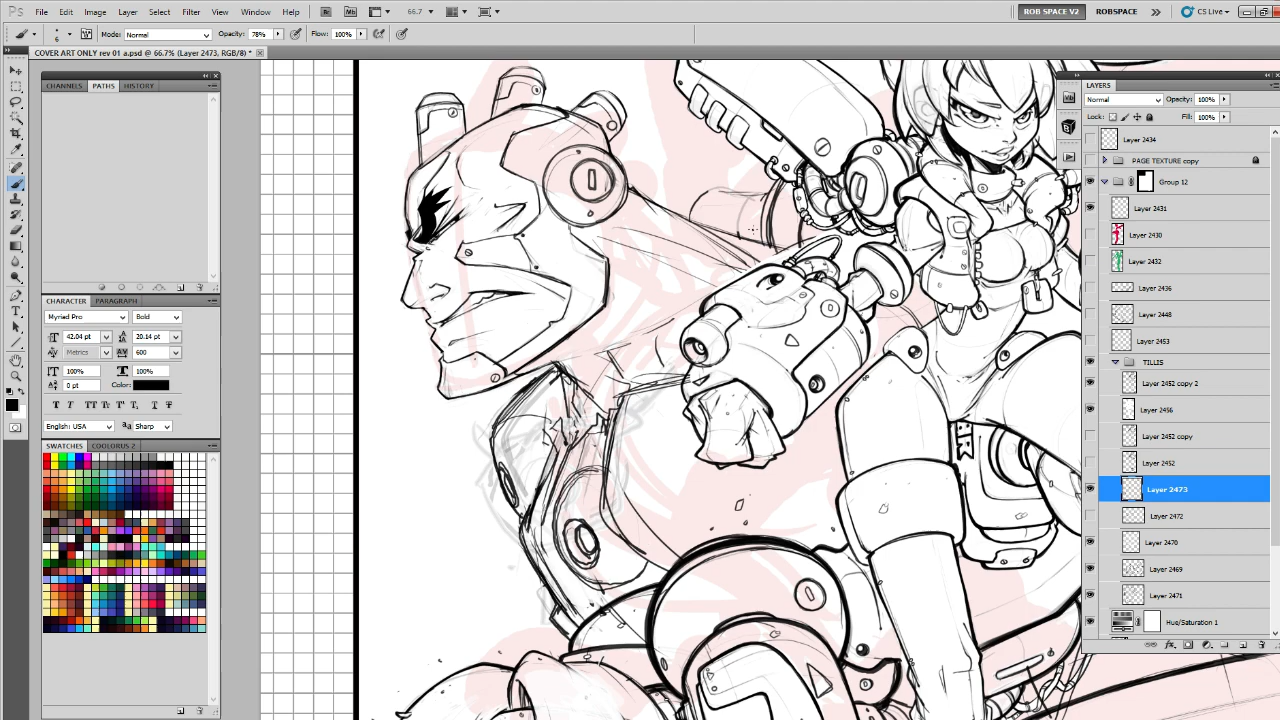 Ps File Edit Image Layer Select Filter View Window Help Br Mb 66.7 ROB SPACE V2 ROBSPACE CS Live
6 Mode: Normal Opacity: 78% Flow: 100%
COVER ART ONLY rev 01 a.psd @ 66.7% (Layer 2473, RGB/8) *
CHANNELS PATHS HISTORY
CHARACTER PARAGRAPH
Myriad Pro Bold
42.04 pt 20.14 pt
Metrics 600
100% 100%
0 pt Color:
English: USA Sharp
SWATCHES COOLORUS 2
LAYERS
Normal Opacity: 100%
Lock: Fill: 100%
Layer 2434
PAGE TEXTURE copy
Group 12
Layer 2431
Layer 2430
Layer 2432
Layer 2436
Layer 2448
Layer 2453
TILLIS
Layer 2452 copy 2
Layer 2456
Layer 2452 copy
Layer 2452
Layer 2473
Layer 2472
Layer 2470
Layer 2469
Layer 2471
Hue/Saturation 1